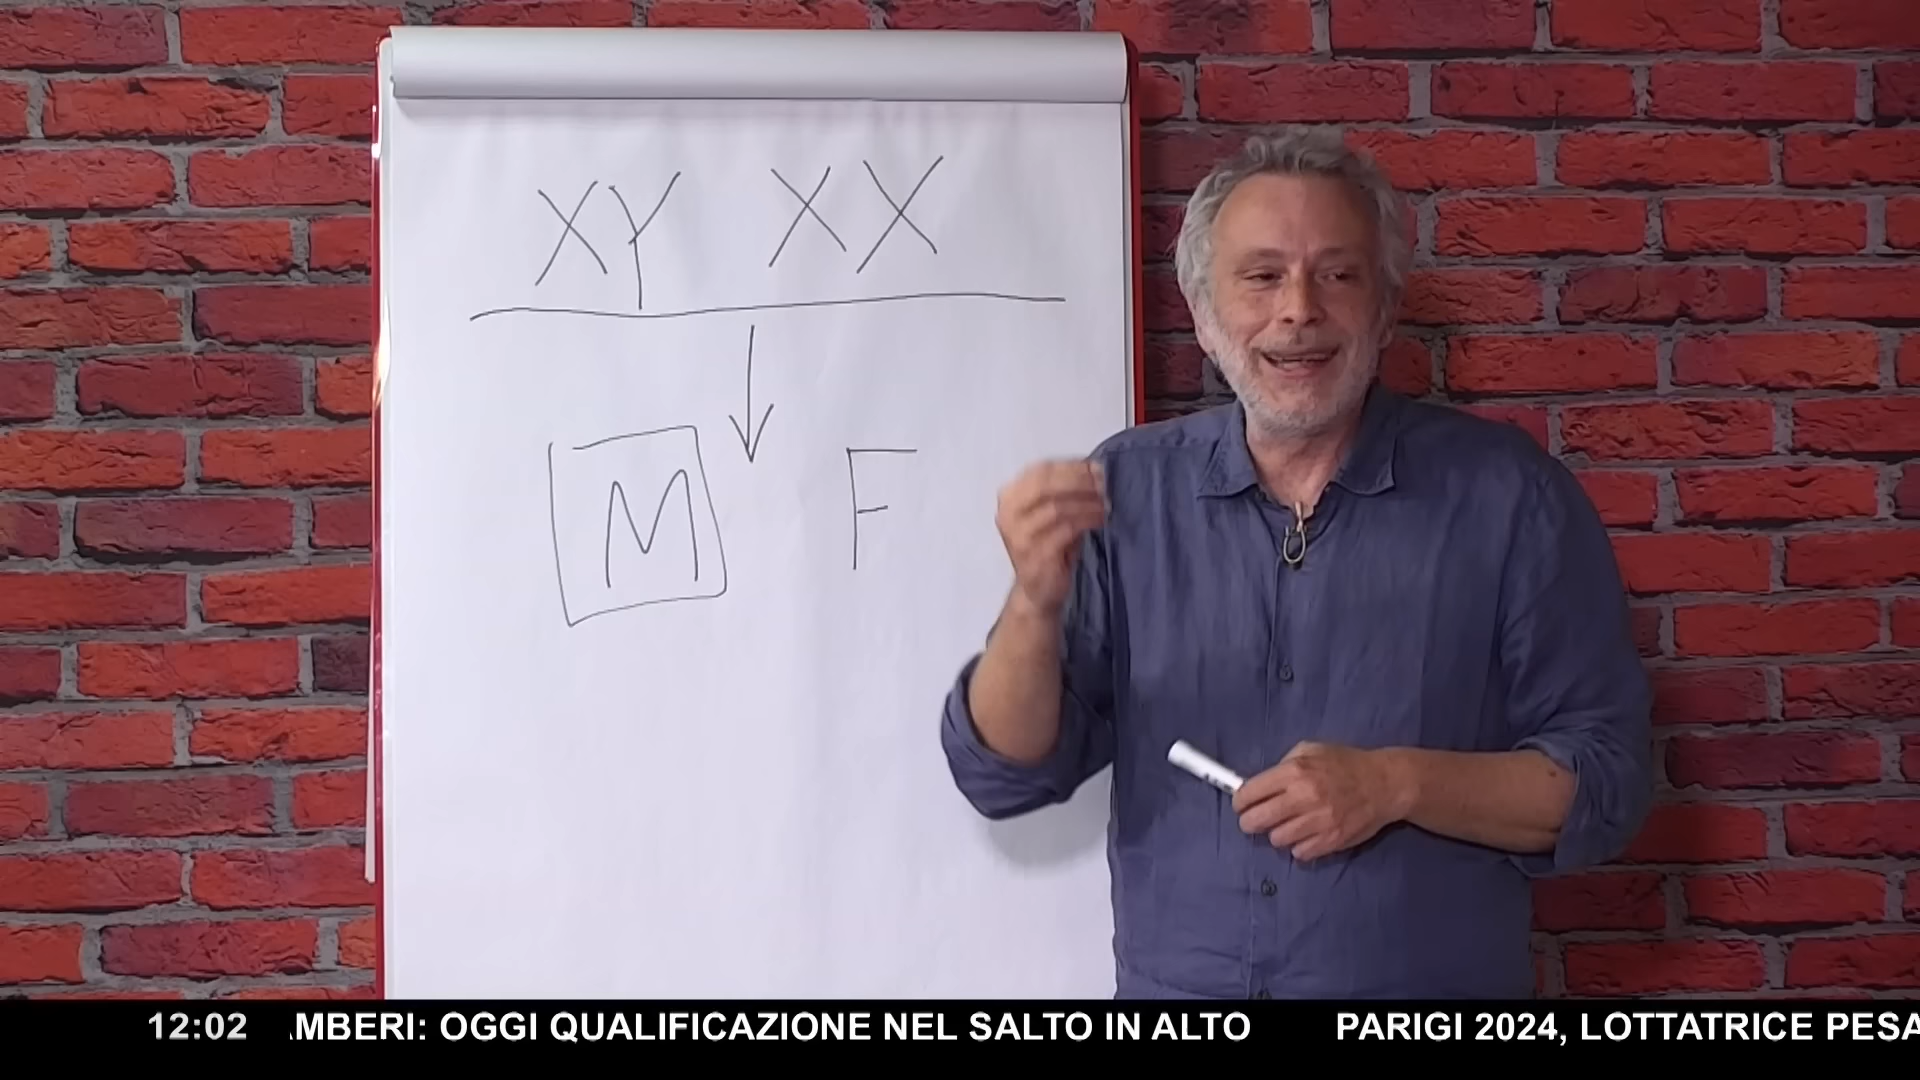 XY XX
M F
12:02 MBERI: OGGI QUALIFICAZIONE NEL SALTO IN ALTO PARIGI 2024, LOTTATRICE PESA